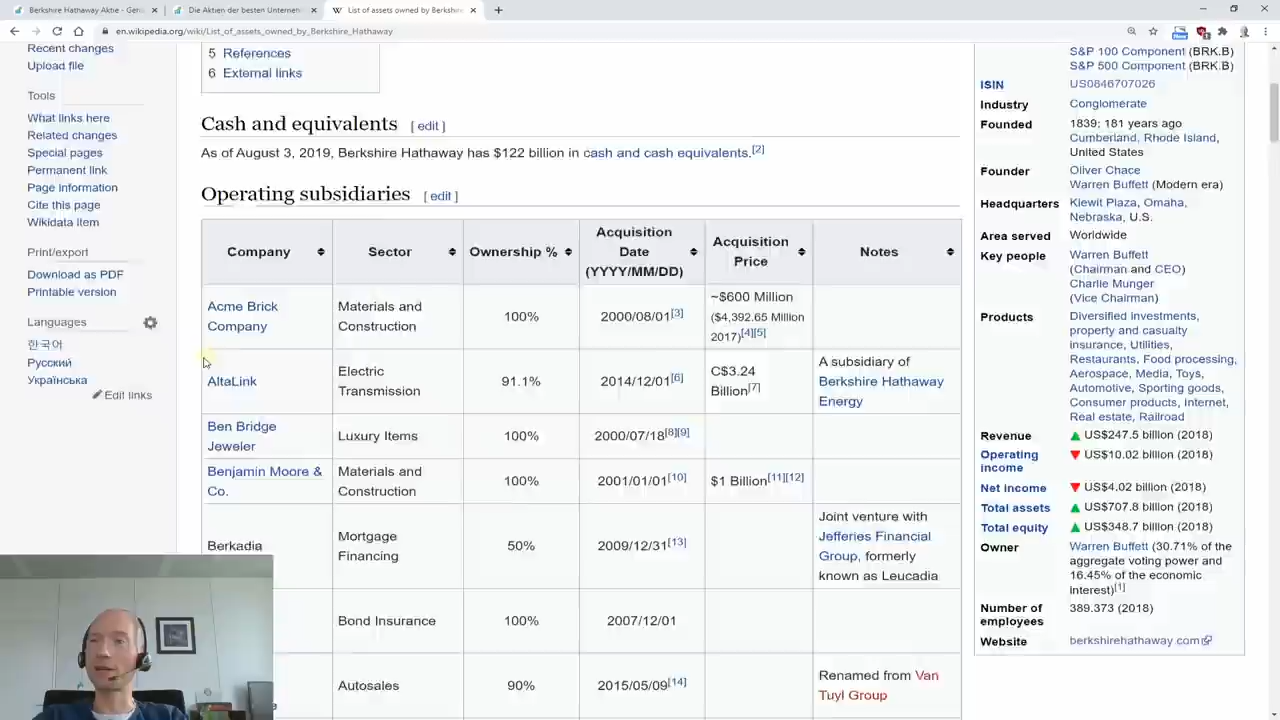 Berkshire Hathaway Aktie - Geni
Die Aktien der besten Unterneh
List of assets owned by Berkshir
en.wikipedia.org/wiki/List_of_assets_owned_by_Berkshire_Hathaway
New
Recent changes
Upload file
Tools
What links here
Related changes
Special pages
Permanent link
Page information
Cite this page
Wikidata item
Print/export
Download as PDF
Printable version
Languages
한국어
Русский
Українська
Edit links
5 References
6 External links
Cash and equivalents [ edit ]
As of August 3, 2019, Berkshire Hathaway has $122 billion in cash and cash equivalents.[2]
Operating subsidiaries [ edit ]
Company
Sector
Ownership %
Acquisition
Date
(YYYY/MM/DD)
Acquisition
Price
Notes
Acme Brick
Company
Materials and
Construction
100%
2000/08/01[3]
~$600 Million
($4,392.65 Million
2017)[4][5]
AltaLink
Electric
Transmission
91.1%
2014/12/01[6]
C$3.24
Billion[7]
A subsidiary of
Berkshire Hathaway
Energy
Ben Bridge
Jeweler
Luxury Items
100%
2000/07/18[8][9]
Benjamin Moore &
Co.
Materials and
Construction
100%
2001/01/01[10]
$1 Billion[11][12]
Berkadia
Mortgage
Financing
50%
2009/12/31[13]
Joint venture with
Jefferies Financial
Group, formerly
known as Leucadia
Bond Insurance
100%
2007/12/01
Autosales
90%
2015/05/09[14]
Renamed from Van
Tuyl Group
S&P 100 Component (BRK.B)
S&P 500 Component (BRK.B)
ISIN
US0846707026
Industry
Conglomerate
Founded
1839; 181 years ago
Cumberland, Rhode Island,
United States
Founder
Oliver Chace
Warren Buffett (Modern era)
Headquarters
Kiewit Plaza, Omaha,
Nebraska, U.S.
Area served
Worldwide
Key people
Warren Buffett
(Chairman and CEO)
Charlie Munger
(Vice Chairman)
Products
Diversified investments,
property and casualty
insurance, Utilities,
Restaurants, Food processing,
Aerospace, Media, Toys,
Automotive, Sporting goods,
Consumer products, Internet,
Real estate, Railroad
Revenue
US$247.5 billion (2018)
Operating
income
US$10.02 billion (2018)
Net income
US$4.02 billion (2018)
Total assets
US$707.8 billion (2018)
Total equity
US$348.7 billion (2018)
Owner
Warren Buffett (30.71% of the
aggregate voting power and
16.45% of the economic
interest)[1]
Number of
employees
389.373 (2018)
Website
berkshirehathaway.com